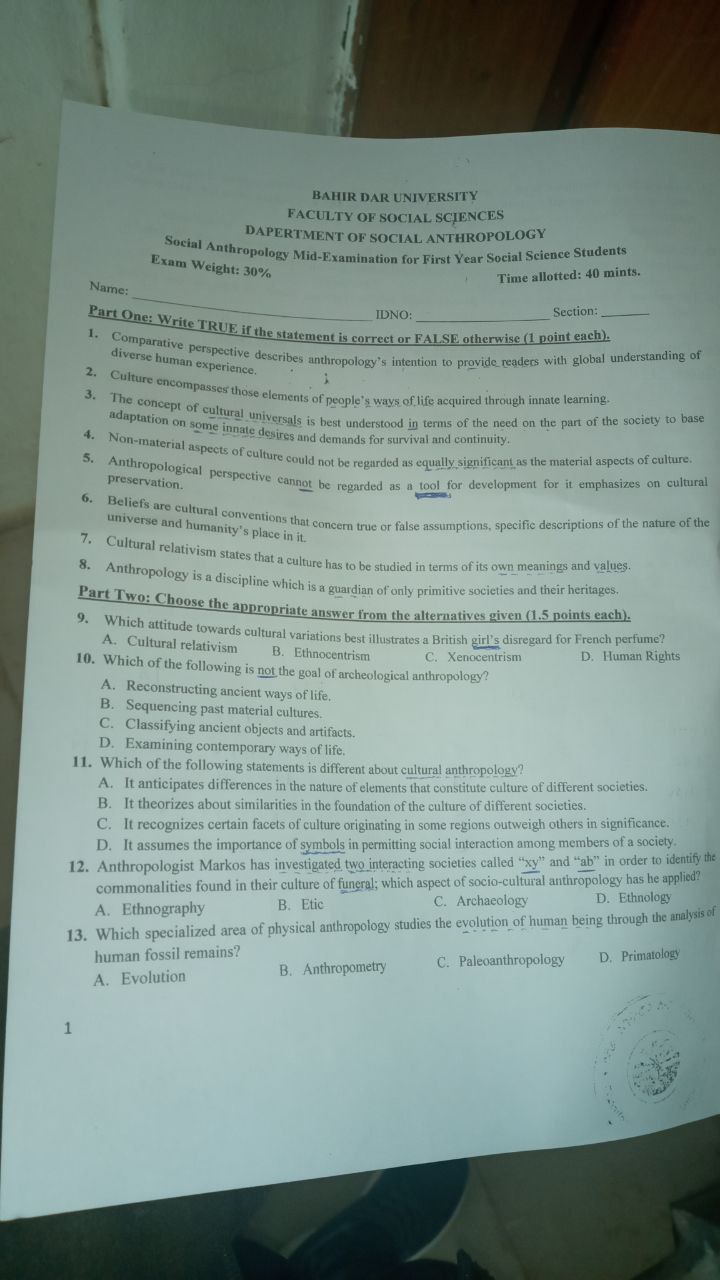 BAHIR DAR UNIVERSITY
FACULTY OF SOCIAL SCIENCES
DAPERTMENT OF SOCIAL ANTHROPOLOGY
Social Anthropology Mid-Examination for First Year Social Science Students
Exam Weight: 30% Time allotted: 40 mints.
Name: ____________ IDNO: ____________ Section: ______
Part One: Write TRUE if the statement is correct or FALSE otherwise (1 point each).
1. Comparative perspective describes anthropology's intention to provide readers with global understanding of
diverse human experience.
2. Culture encompasses those elements of people's ways of life acquired through innate learning.
3. The concept of cultural universals is best understood in terms of the need on the part of the society to base
adaptation on some innate desires and demands for survival and continuity.
4. Non-material aspects of culture could not be regarded as equally significant as the material aspects of culture.
5. Anthropological perspective cannot be regarded as a tool for development for it emphasizes on cultural
preservation.
6. Beliefs are cultural conventions that concern true or false assumptions, specific descriptions of the nature of the
universe and humanity's place in it.
7. Cultural relativism states that a culture has to be studied in terms of its own meanings and values.
8. Anthropology is a discipline which is a guardian of only primitive societies and their heritages.
Part Two: Choose the appropriate answer from the alternatives given (1.5 points each).
9. Which attitude towards cultural variations best illustrates a British girl's disregard for French perfume?
A. Cultural relativism B. Ethnocentrism C. Xenocentrism D. Human Rights
10. Which of the following is not the goal of archeological anthropology?
A. Reconstructing ancient ways of life.
B. Sequencing past material cultures.
C. Classifying ancient objects and artifacts.
D. Examining contemporary ways of life.
11. Which of the following statements is different about cultural anthropology?
A. It anticipates differences in the nature of elements that constitute culture of different societies.
B. It theorizes about similarities in the foundation of the culture of different societies.
C. It recognizes certain facets of culture originating in some regions outweigh others in significance.
D. It assumes the importance of symbols in permitting social interaction among members of a society.
12. Anthropologist Markos has investigated two interacting societies called “xy” and “ab” in order to identify the
commonalities found in their culture of funeral; which aspect of socio-cultural anthropology has he applied?
A. Ethnography B. Etic C. Archaeology D. Ethnology
13. Which specialized area of physical anthropology studies the evolution of human being through the analysis of
human fossil remains?
A. Evolution B. Anthropometry C. Paleoanthropology D. Primatology
1